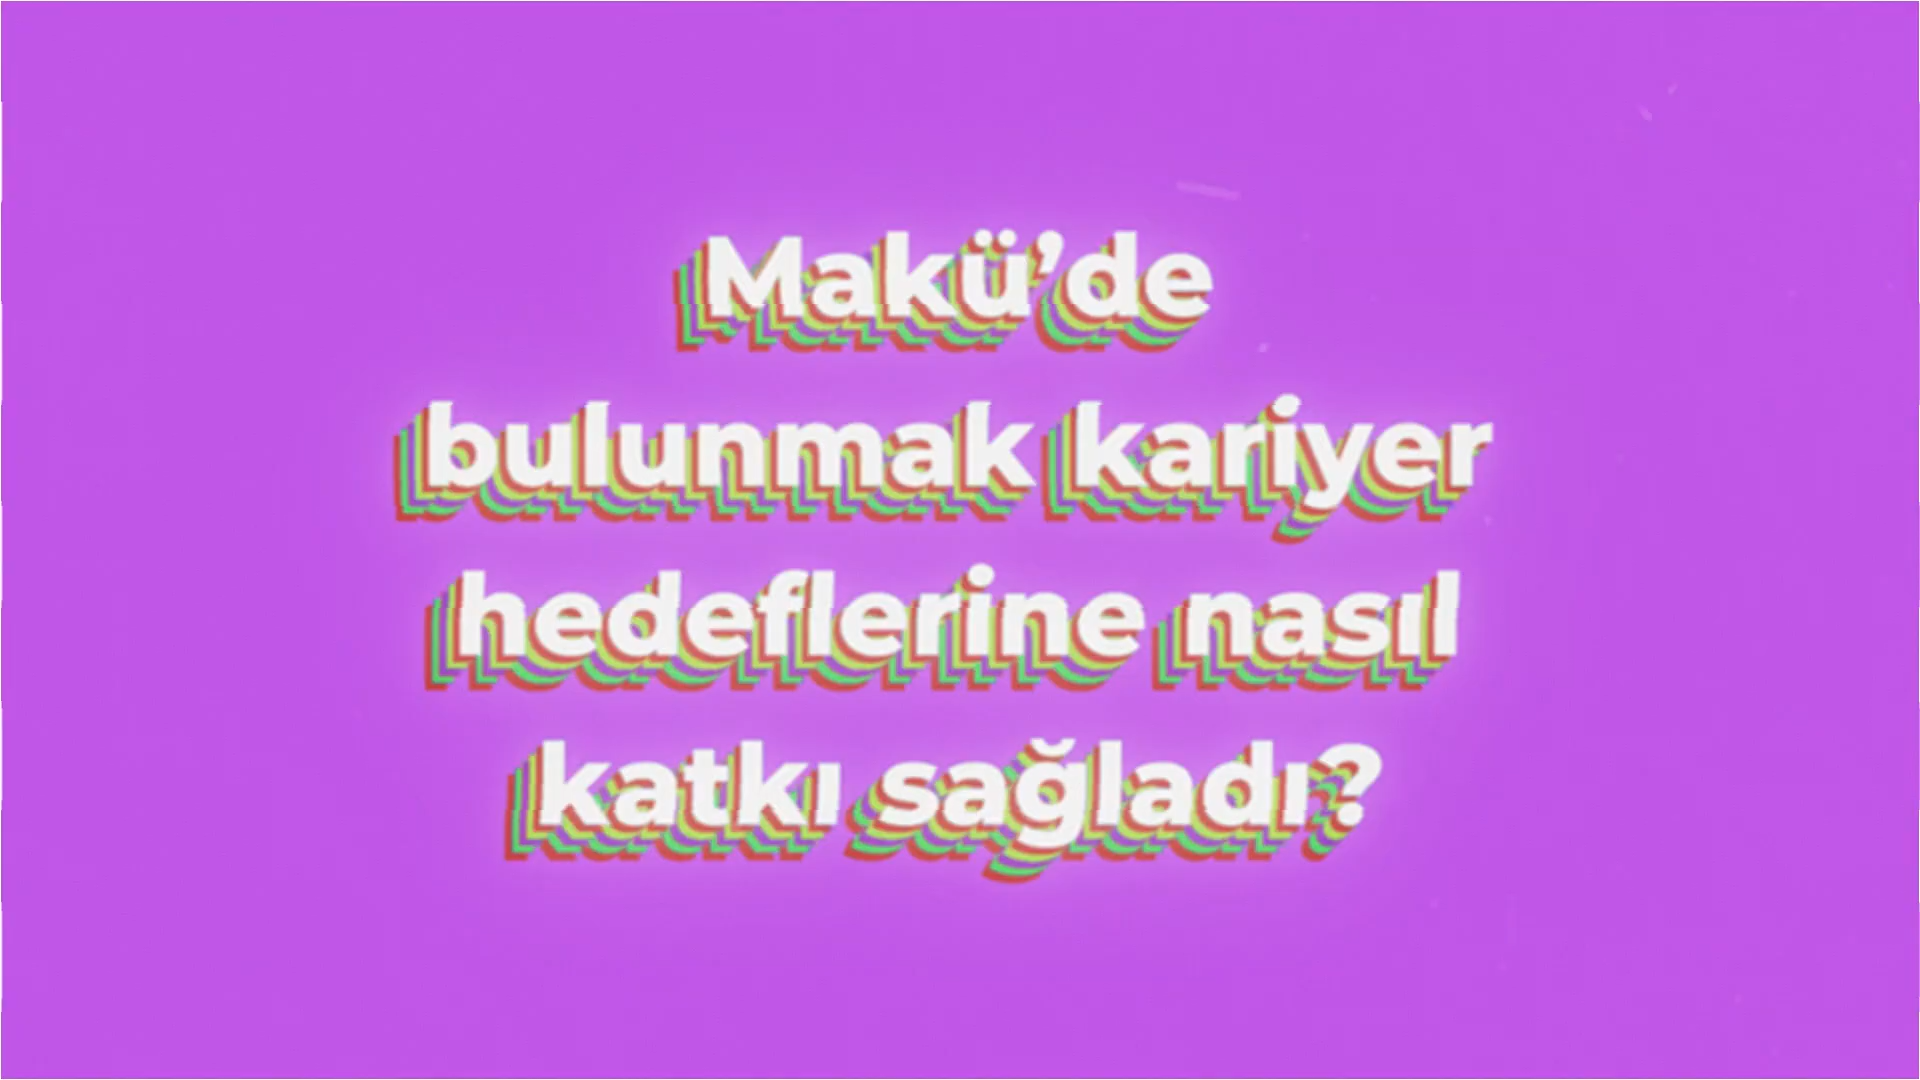 Makü’de
bulunmak kariyer
hedeflerine nasıl
katkı sağladı?